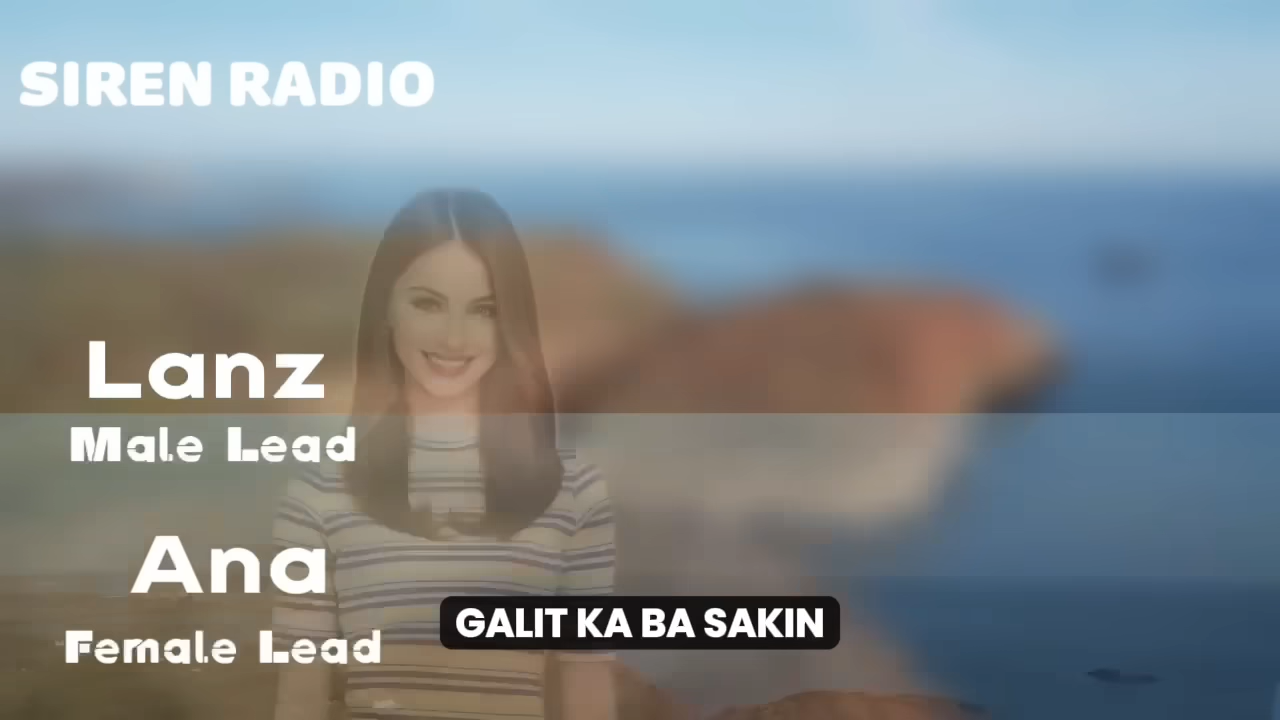 SIREN RADIO
Lanz
Male Lead
Ana
Female Lead
GALIT KA BA SAKIN